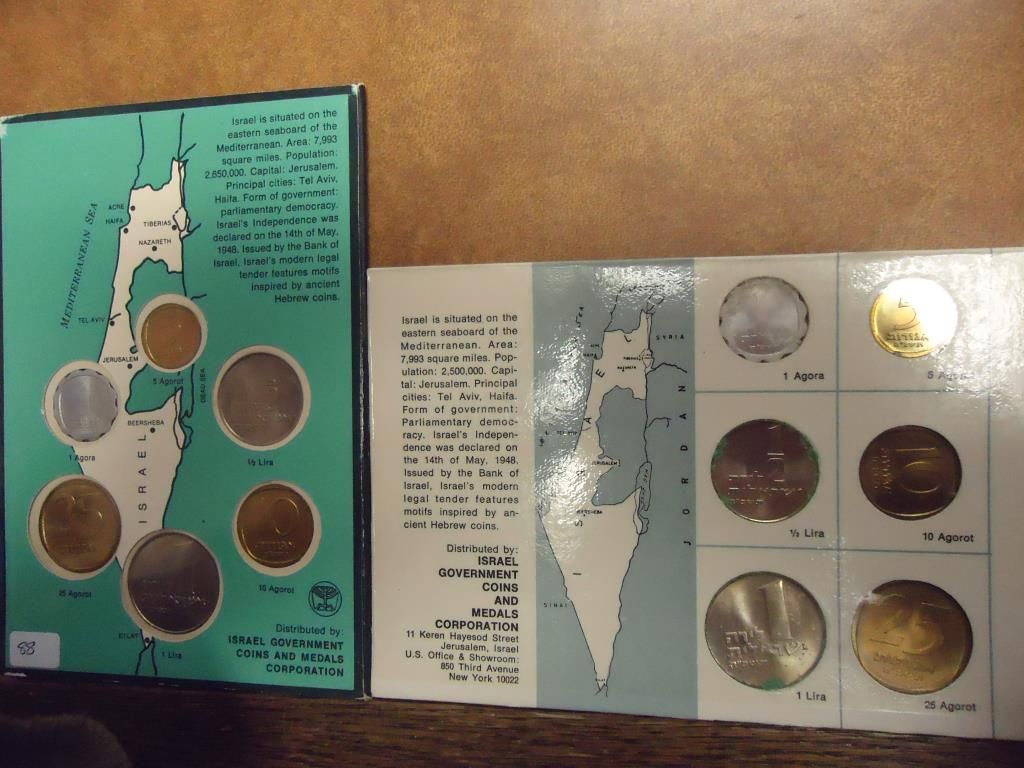 Israel is situated on the
eastern seaboard of the
Mediterranean. Area: 7,993
square miles. Population:
2,650,000. Capital: Jerusalem.
Principal cities: Tel Aviv,
Haifa. Form of government:
parliamentary democracy.
Israel's Independence was
declared on the 14th of May,
1948. Issued by the Bank of
Israel, Israel's modern legal
tender features motifs
inspired by ancient
Hebrew coins.
MEDITERRANEAN SEA
ACRE
HAIFA
TIBERIAS
NAZARETH
TEL AVIV
JERUSALEM
DEAD SEA
BEERSHEBA
ISRAEL
EILAT
5 Agorot
1 Agora
½ Lira
25 Agorot
10 Agorot
1 Lira
25
Distributed by:
ISRAEL GOVERNMENT
COINS AND MEDALS
CORPORATION
88
Israel is situated on the
eastern seaboard of the
Mediterranean. Area:
7,993 square miles. Pop-
ulation: 2,500,000. Capi-
tal: Jerusalem. Principal
cities: Tel Aviv, Haifa.
Form of government:
Parliamentary democ-
racy. Israel's Indepen-
dence was declared on
the 14th of May, 1948.
Issued by the Bank of
Israel, Israel's modern
legal tender features
motifs inspired by an-
cient Hebrew coins.
Distributed by:
ISRAEL
GOVERNMENT
COINS
AND
MEDALS
CORPORATION
11 Keren Hayesod Street
Jerusalem, Israel
U.S. Office & Showroom:
850 Third Avenue
New York 10022
SYRIA
JORDAN
ISRAEL
JERUSALEM
BEERSHEBA
SINAI
1 Agora
5
5 Agorot
½ Lira
10
10 Agorot
1
לירה
ישראלית
1 Lira
25
25 Agorot